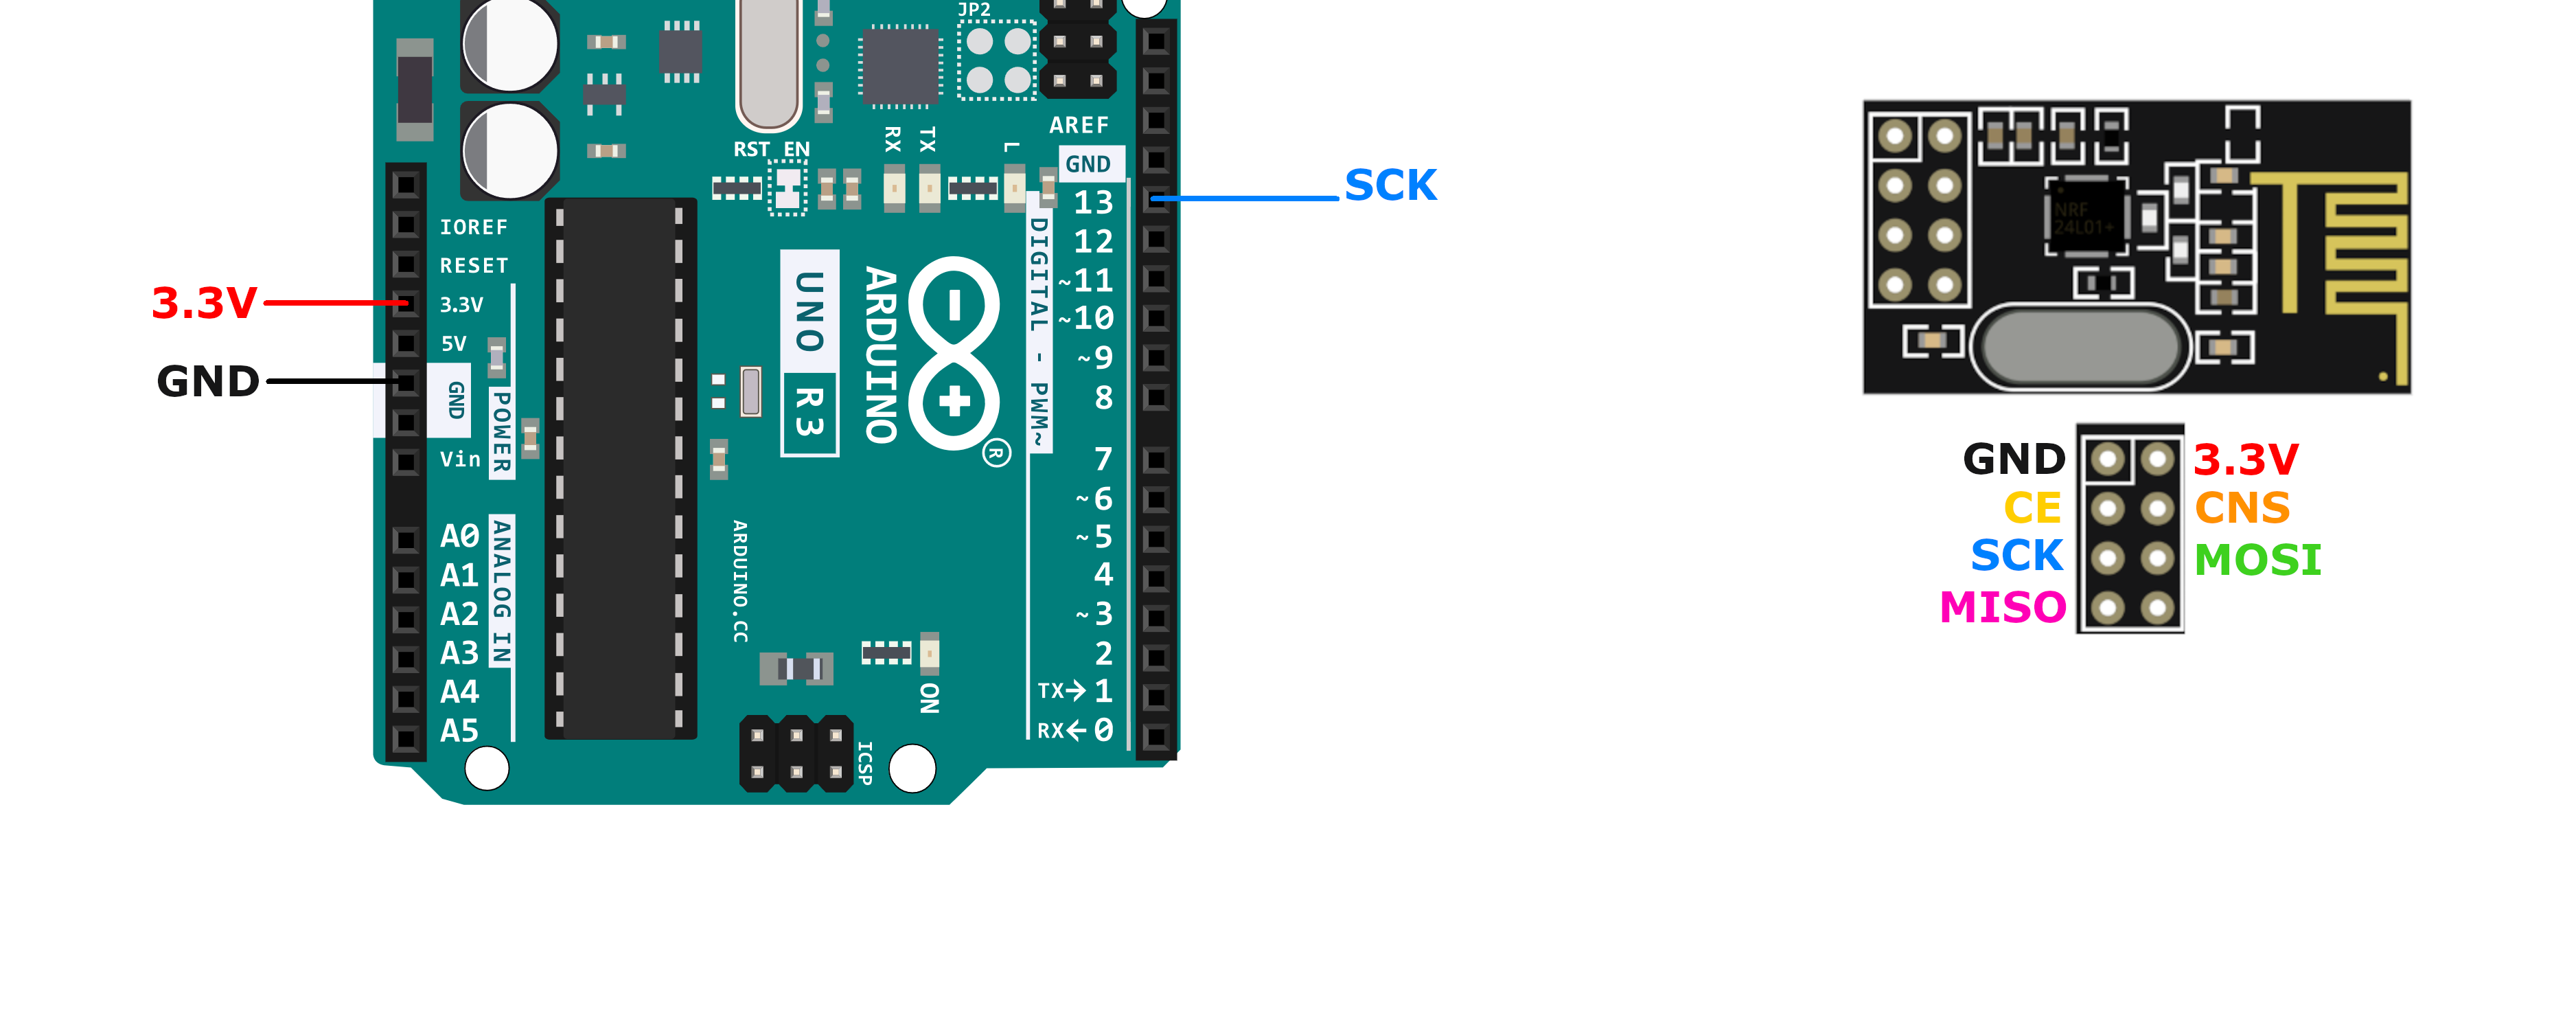 JP2
RX TX L
AREF
RST EN
GND
SCK
13
12
~11
~10
~9
8
7
~6
~5
4
~3
2
TX→1
RX←0
DIGITAL - PWM~
IOREF
RESET
3.3V
3.3V
5V
GND
GND
Vin
POWER
A0
A1
A2
A3
A4
A5
ANALOG IN
UNO
R3
ARDUINO
®
ARDUINO.CC
ON
ICSP
NRF
24L01+
GND 3.3V
CE CNS
SCK MOSI
MISO